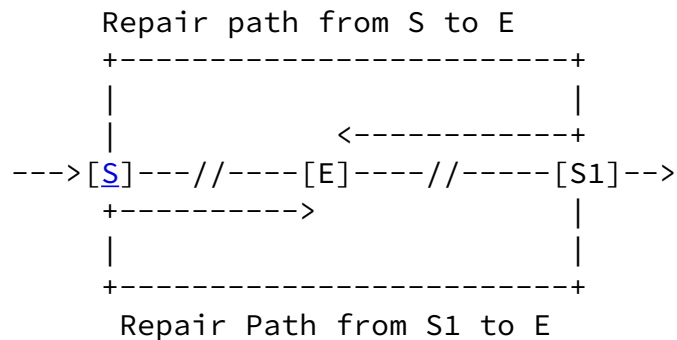 Repair path from S to E
+--------------------------+
|                          |
|            <-------------+
--->[S]---//----[E]----//-----[S1]-->
+---------->               |
|                          |
+--------------------------+
Repair Path from S1 to E